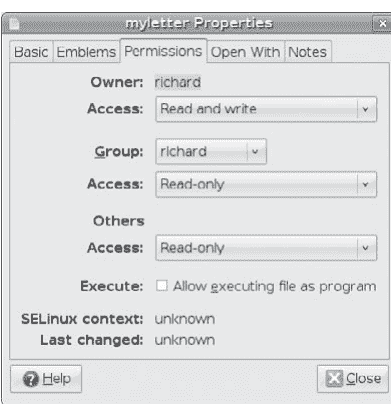 myletter Properties
Basic Emblems Permissions Open With Notes
Owner: richard
Access: Read and write
Group: richard
Access: Read-only
Others
Access: Read-only
Execute: Allow executing file as program
SELinux context: unknown
Last changed: unknown
Help Close